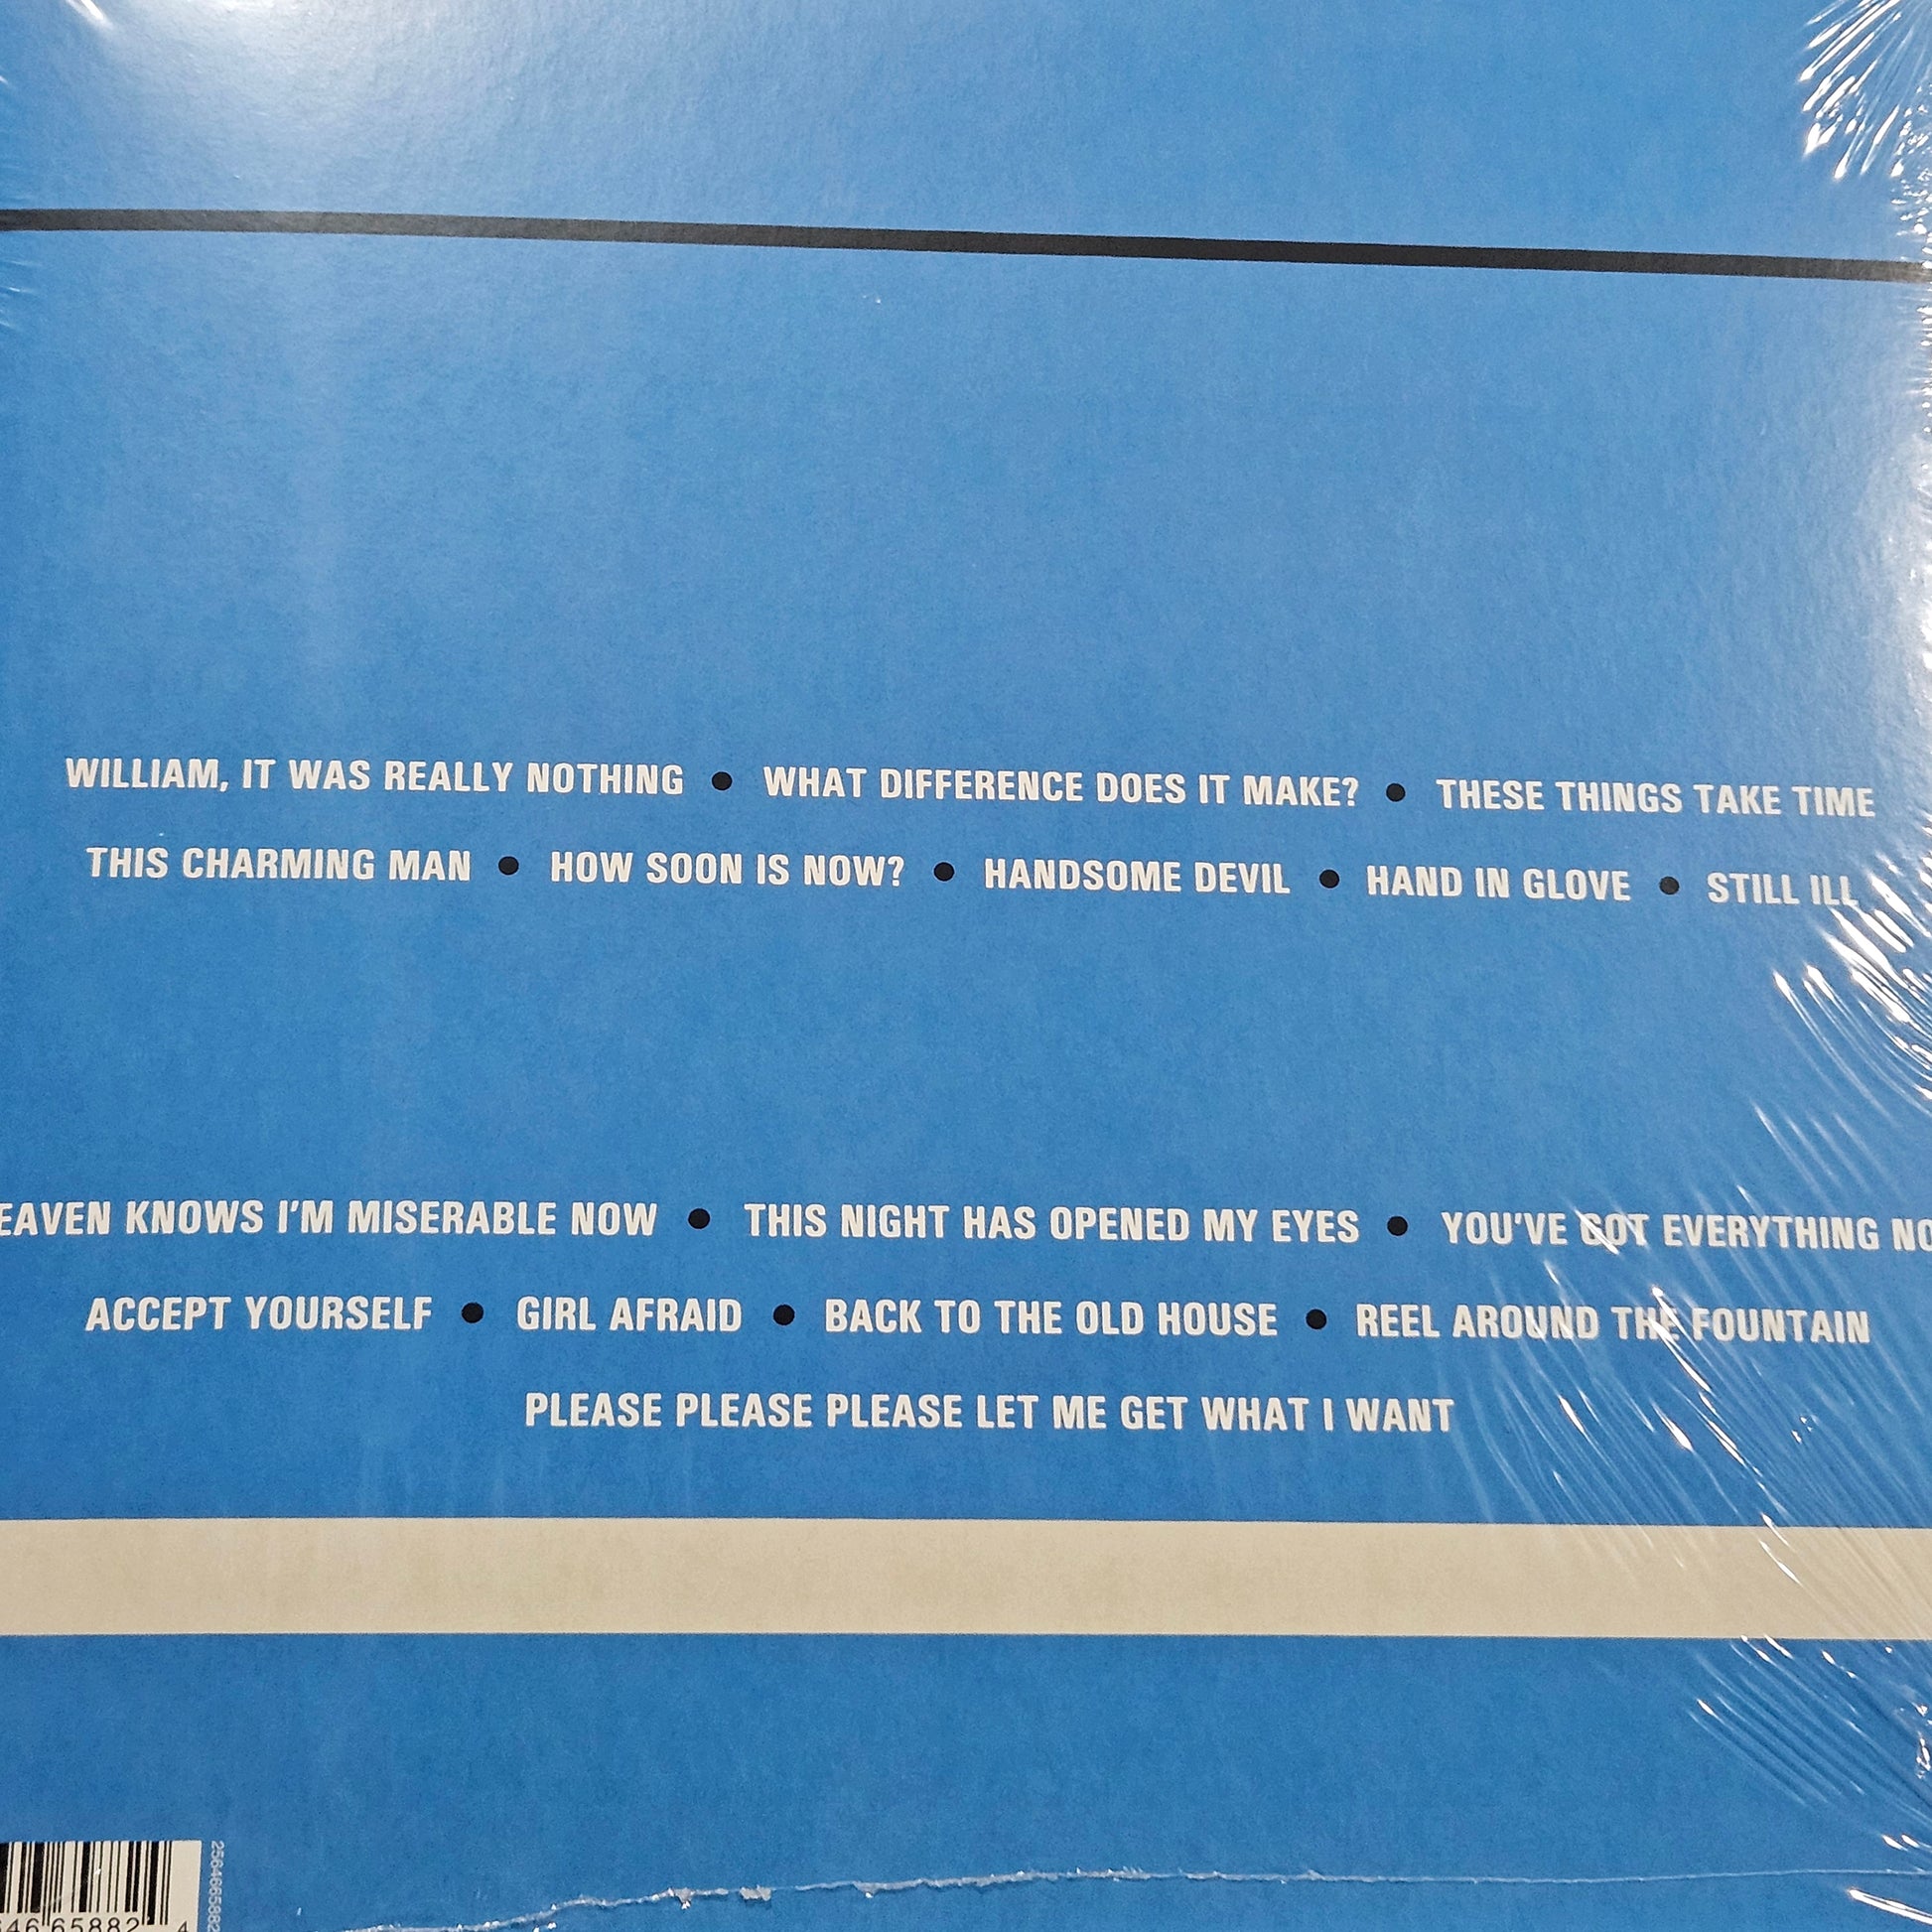 WILLIAM, IT WAS REALLY NOTHING ● WHAT DIFFERENCE DOES IT MAKE? ● THESE THINGS TAKE TIME
THIS CHARMING MAN ● HOW SOON IS NOW? ● HANDSOME DEVIL ● HAND IN GLOVE ● STILL ILL
EAVEN KNOWS I'M MISERABLE NOW ● THIS NIGHT HAS OPENED MY EYES ● YOU'VE GOT EVERYTHING NO
ACCEPT YOURSELF ● GIRL AFRAID ● BACK TO THE OLD HOUSE ● REEL AROUND THE FOUNTAIN
PLEASE PLEASE PLEASE LET ME GET WHAT I WANT
2564665882
646 65882 4